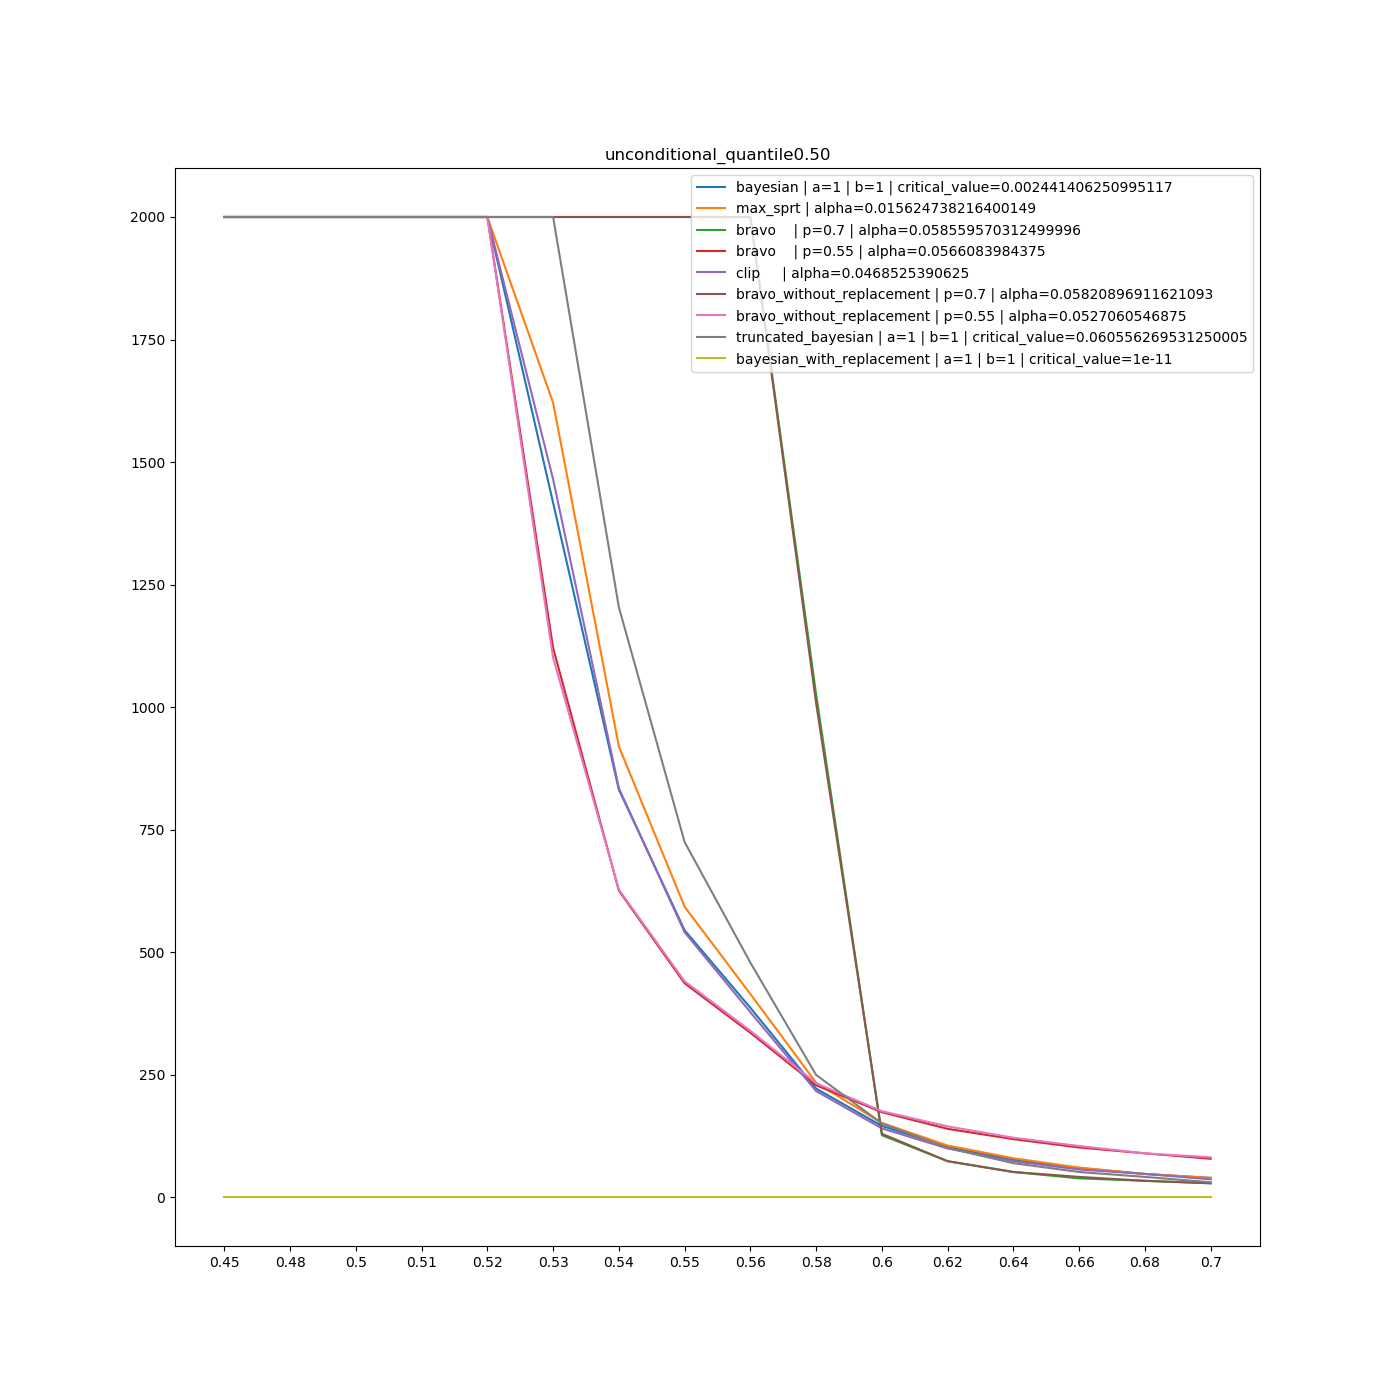 unconditional_quantile0.50
bayesian | a=1 | b=1 | critical_value=0.002441406250995117
max_sprt | alpha=0.015624738216400149
bravo    | p=0.7 | alpha=0.058559570312499996
bravo    | p=0.55 | alpha=0.0566083984375
clip     | alpha=0.0468525390625
bravo_without_replacement | p=0.7 | alpha=0.05820896911621093
bravo_without_replacement | p=0.55 | alpha=0.0527060546875
truncated_bayesian | a=1 | b=1 | critical_value=0.060556269531250005
bayesian_with_replacement | a=1 | b=1 | critical_value=1e-11
2000
1750
1500
1250
1000
750
500
250
0
0.45 0.48 0.5 0.51 0.52 0.53 0.54 0.55 0.56 0.58 0.6 0.62 0.64 0.66 0.68 0.7